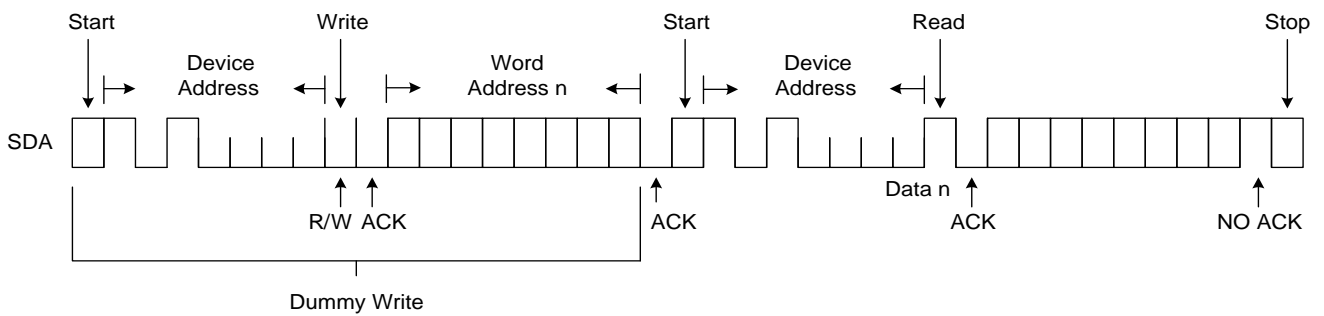 Start
Write
Start
Read
Stop
Device
Address
Word
Address n
Device
Address
SDA
R/W
ACK
ACK
Data n
ACK
NO ACK
Dummy Write